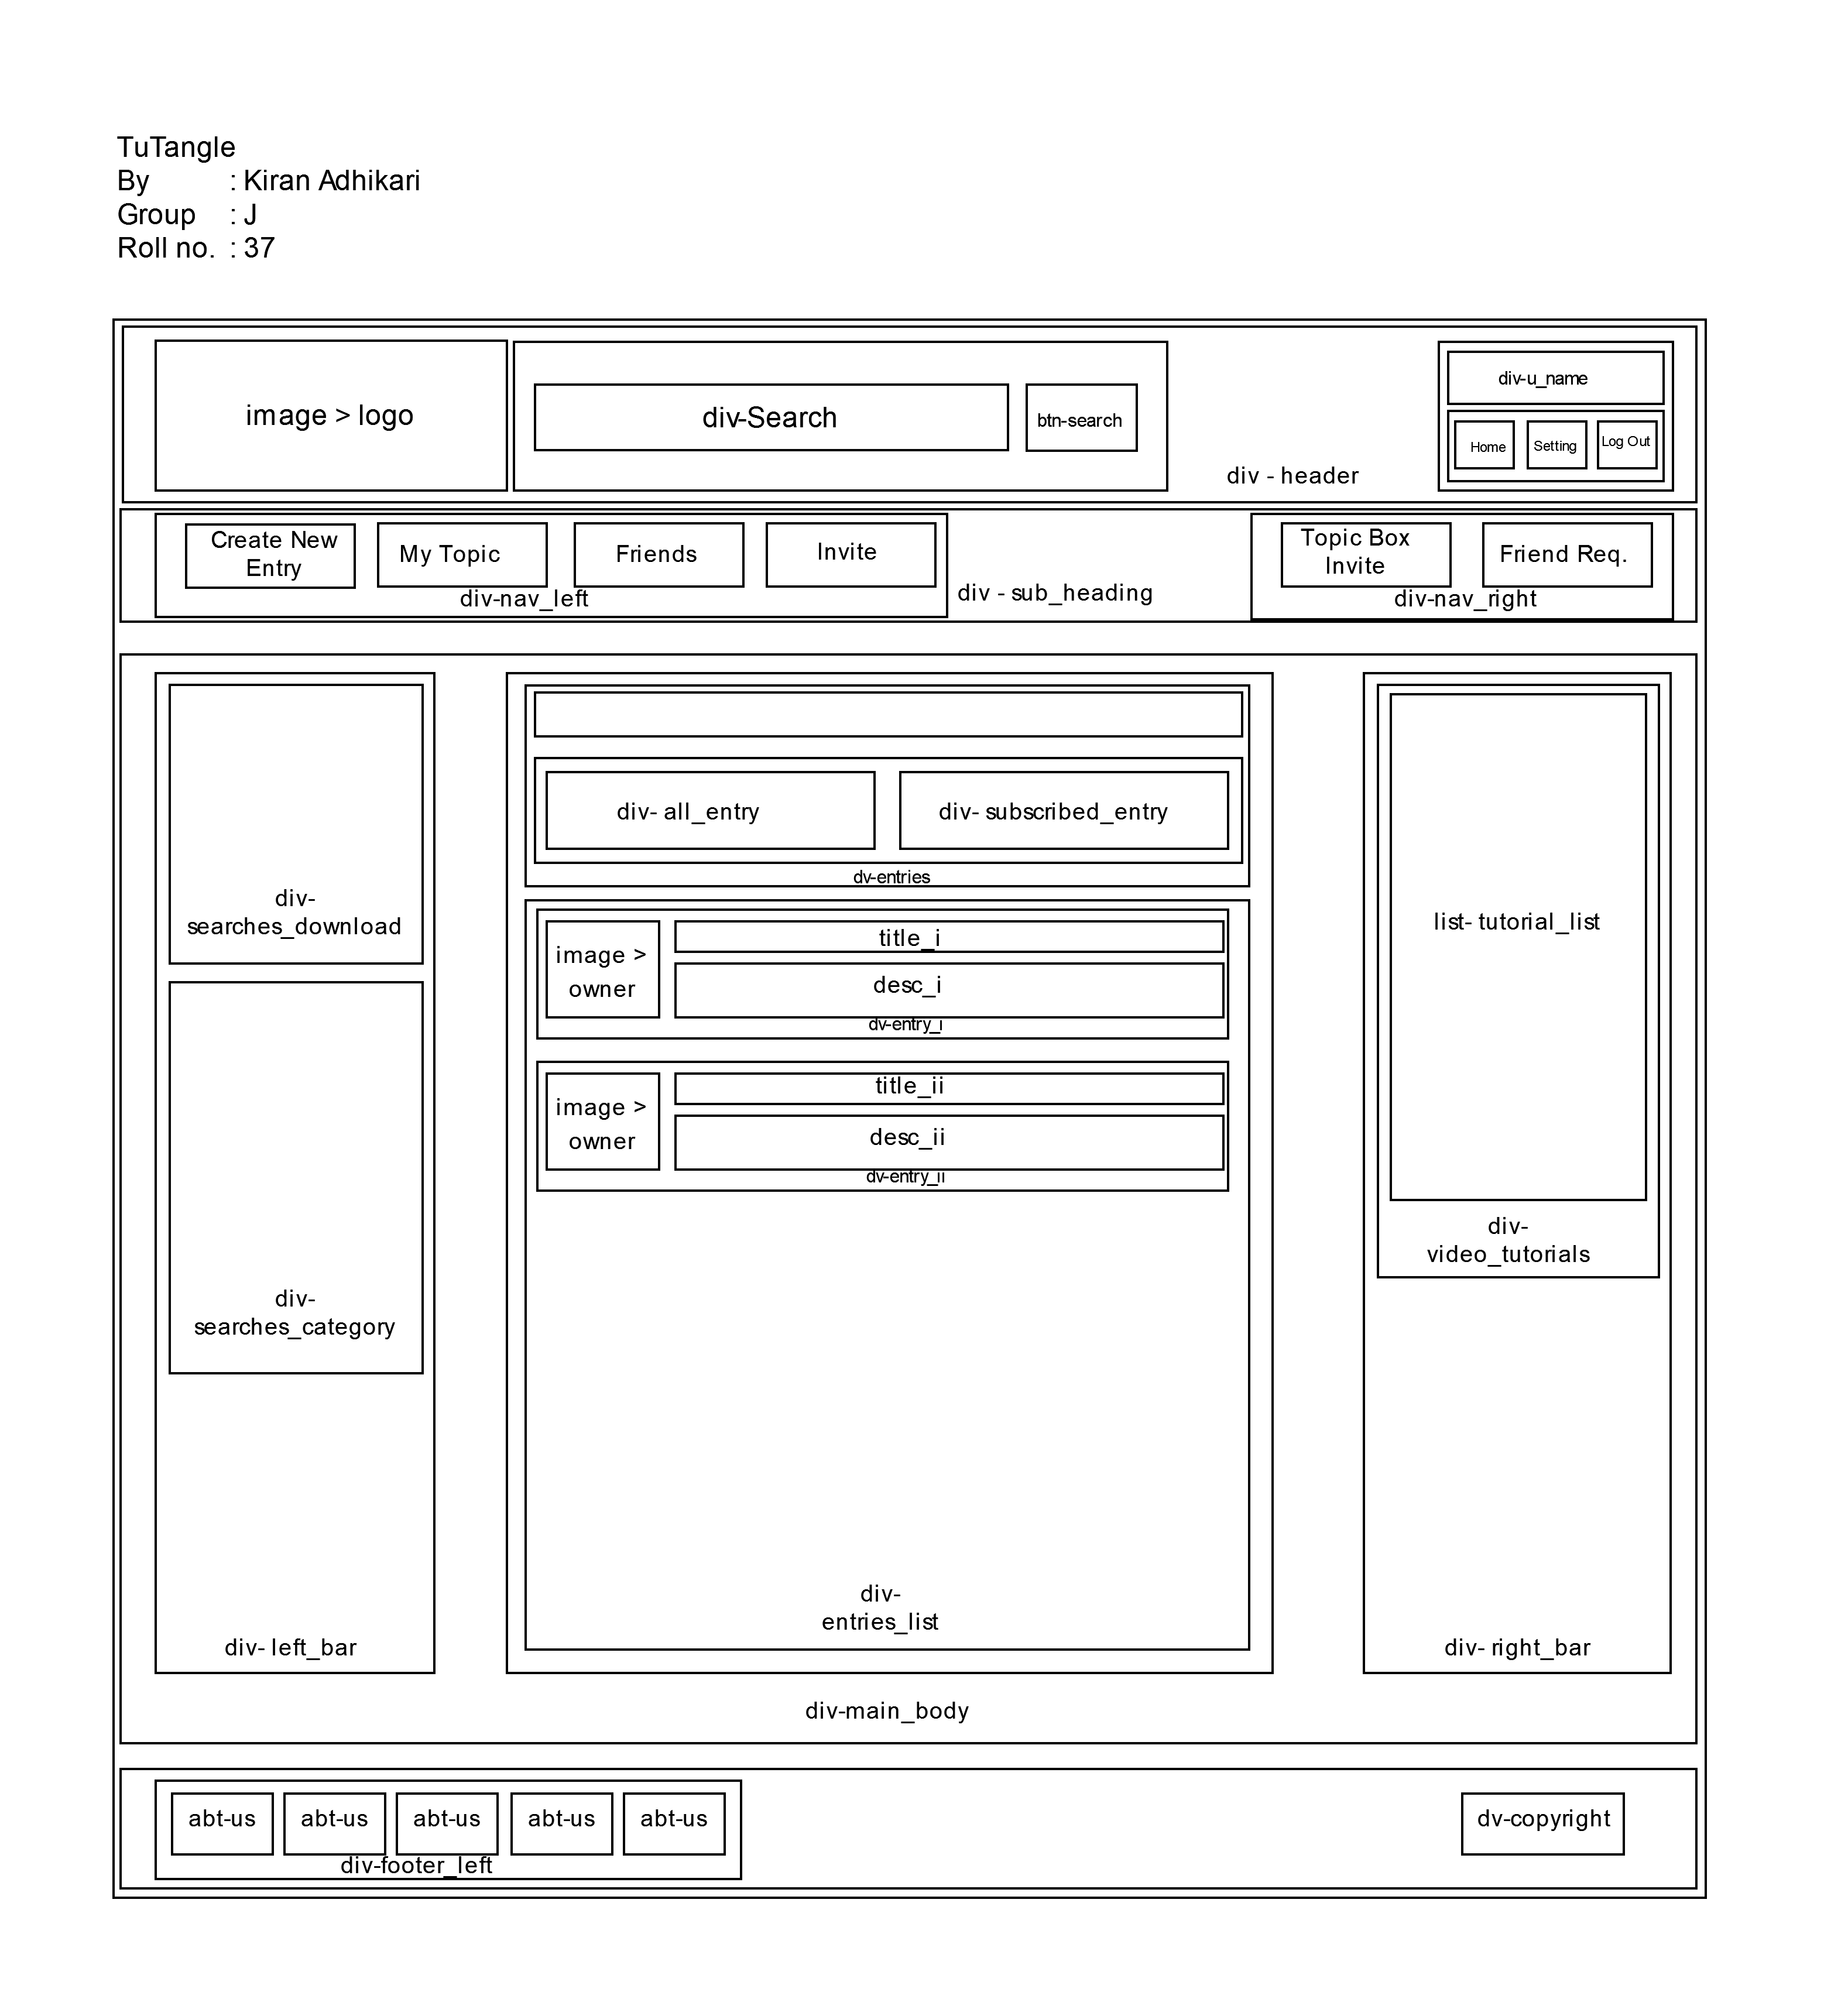 TuTangle
By : Kiran Adhikari
Group : J
Roll no. : 37
image > logo
div-Search
btn-search
div - header
div-u_name
Home
Setting
Log Out
Create New
Entry
My Topic
Friends
Invite
div-nav_left
div - sub_heading
Topic Box
Invite
Friend Req.
div-nav_right
div-
searches_download
div-
searches_category
div- left_bar
div- all_entry
div- subscribed_entry
dv-entries
image >
owner
title_i
desc_i
dv-entry_i
image >
owner
title_ii
desc_ii
dv-entry_ii
div-
entries_list
list- tutorial_list
div-
video_tutorials
div- right_bar
div-main_body
abt-us
abt-us
abt-us
abt-us
abt-us
div-footer_left
dv-copyright